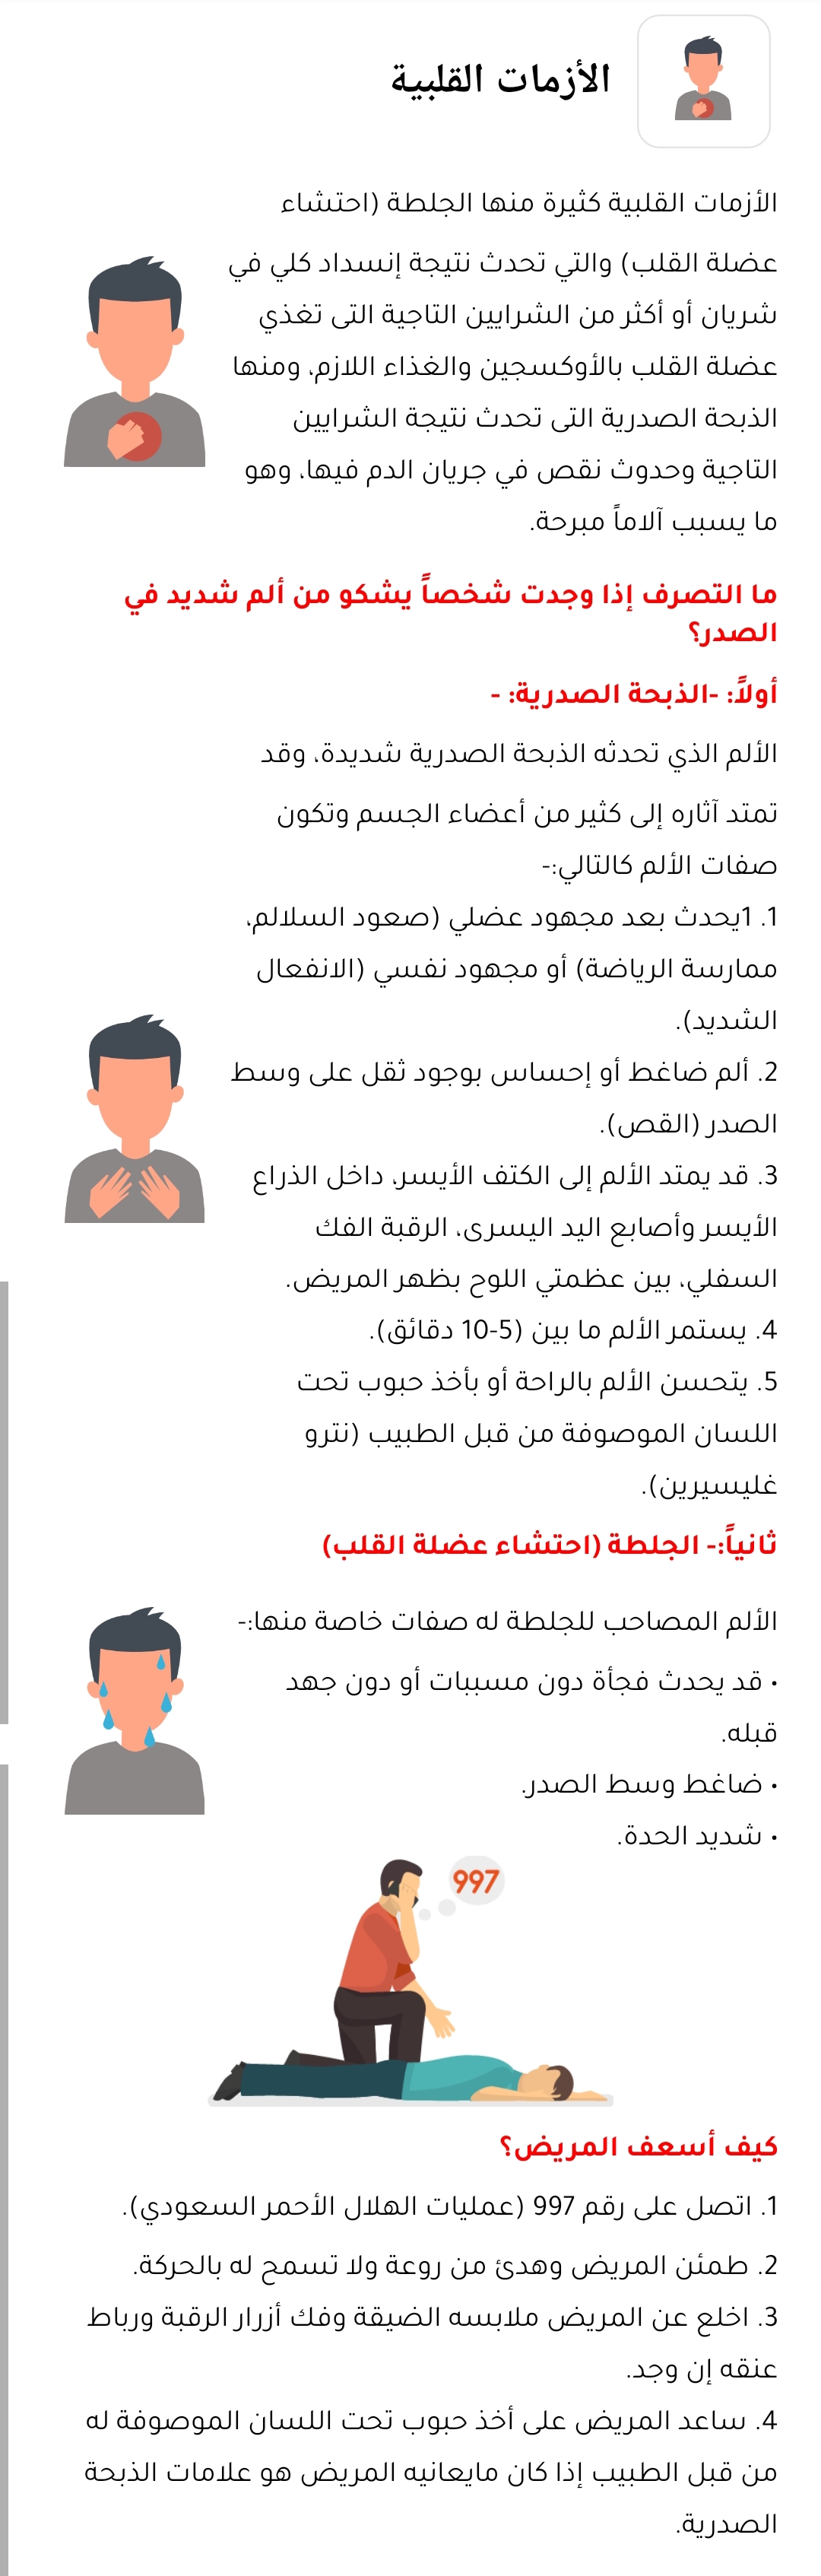 الأزمات القلبية
الأزمات القلبية كثيرة منها الجلطة (احتشاء
عضلة القلب) والتي تحدث نتيجة إنسداد كلي في
شريان أو أكثر من الشرايين التاجية التى تغذي
عضلة القلب بالأوكسجين والغذاء اللازم، ومنها
الذبحة الصدرية التى تحدث نتيجة الشرايين
التاجية وحدوث نقص في جريان الدم فيها، وهو
ما يسبب آلاماً مبرحة.
ما التصرف إذا وجدت شخصاً يشكو من ألم شديد في
الصدر؟
أولاً: -الذبحة الصدرية: -
الألم الذي تحدثه الذبحة الصدرية شديدة، وقد
تمتد آثاره إلى كثير من أعضاء الجسم وتكون
صفات الألم كالتالي:-
1. 1يحدث بعد مجهود عضلي (صعود السلالم،
ممارسة الرياضة) أو مجهود نفسي (الانفعال
الشديد).
2. ألم ضاغط أو إحساس بوجود ثقل على وسط
الصدر (القص).
3. قد يمتد الألم إلى الكتف الأيسر، داخل الذراع
الأيسر وأصابع اليد اليسرى، الرقبة الفك
السفلي، بين عظمتي اللوح بظهر المريض.
4. يستمر الألم ما بين (5-10 دقائق).
5. يتحسن الألم بالراحة أو بأخذ حبوب تحت
اللسان الموصوفة من قبل الطبيب (نترو
غليسيرين).
ثانياً:- الجلطة (احتشاء عضلة القلب)
الألم المصاحب للجلطة له صفات خاصة منها:-
• قد يحدث فجأة دون مسببات أو دون جهد
قبله.
• ضاغط وسط الصدر.
• شديد الحدة.
997
كيف أسعف المريض؟
1. اتصل على رقم 997 (عمليات الهلال الأحمر السعودي).
2. طمئن المريض وهدئ من روعة ولا تسمح له بالحركة.
3. اخلع عن المريض ملابسه الضيقة وفك أزرار الرقبة ورباط
عنقه إن وجد.
4. ساعد المريض على أخذ حبوب تحت اللسان الموصوفة له
من قبل الطبيب إذا كان مايعانيه المريض هو علامات الذبحة
الصدرية.